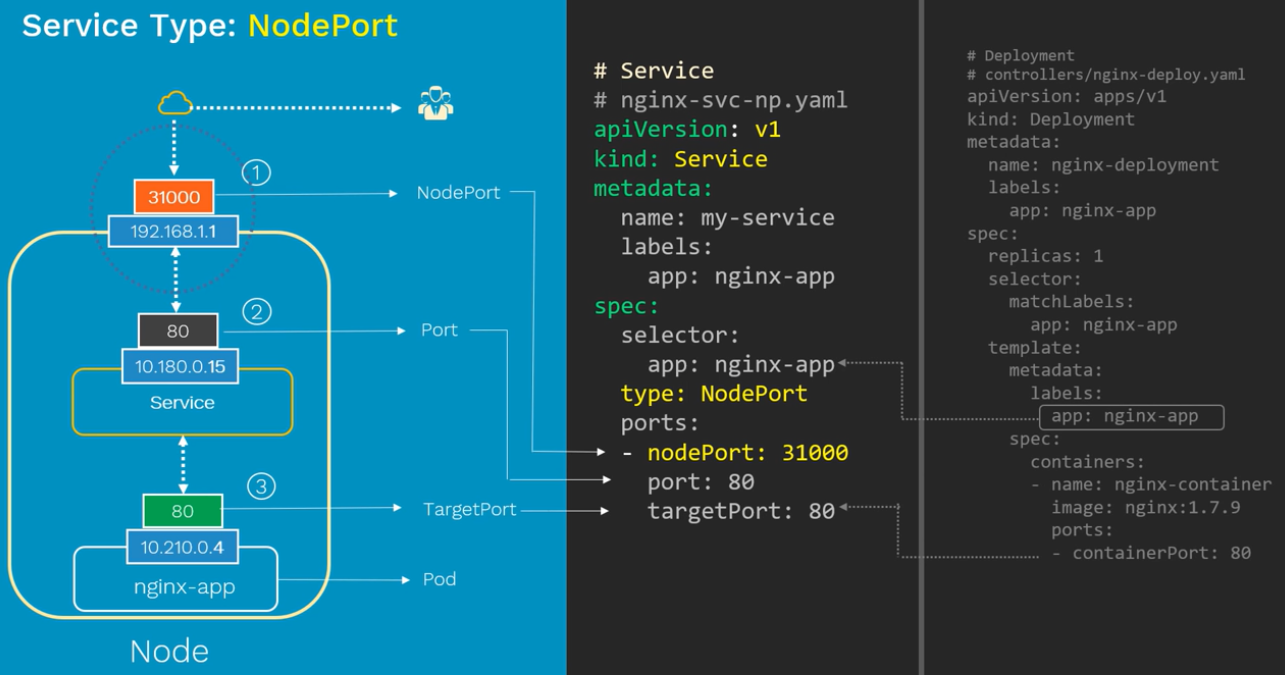 Service Type: NodePort
1
31000
NodePort
192.168.1.1
2
80
Port
10.180.0.15
Service
3
80
TargetPort
10.210.0.4
nginx-app
Pod
Node
# Service
# nginx-svc-np.yaml
apiVersion: v1
kind: Service
metadata:
  name: my-service
  labels:
    app: nginx-app
spec:
  selector:
    app: nginx-app
  type: NodePort
  ports:
  - nodePort: 31000
    port: 80
    targetPort: 80
# Deployment
# controllers/nginx-deploy.yaml
apiVersion: apps/v1
kind: Deployment
metadata:
  name: nginx-deployment
  labels:
    app: nginx-app
spec:
  replicas: 1
  selector:
    matchLabels:
      app: nginx-app
  template:
    metadata:
      labels:
        app: nginx-app
    spec:
      containers:
      - name: nginx-container
        image: nginx:1.7.9
        ports:
        - containerPort: 80